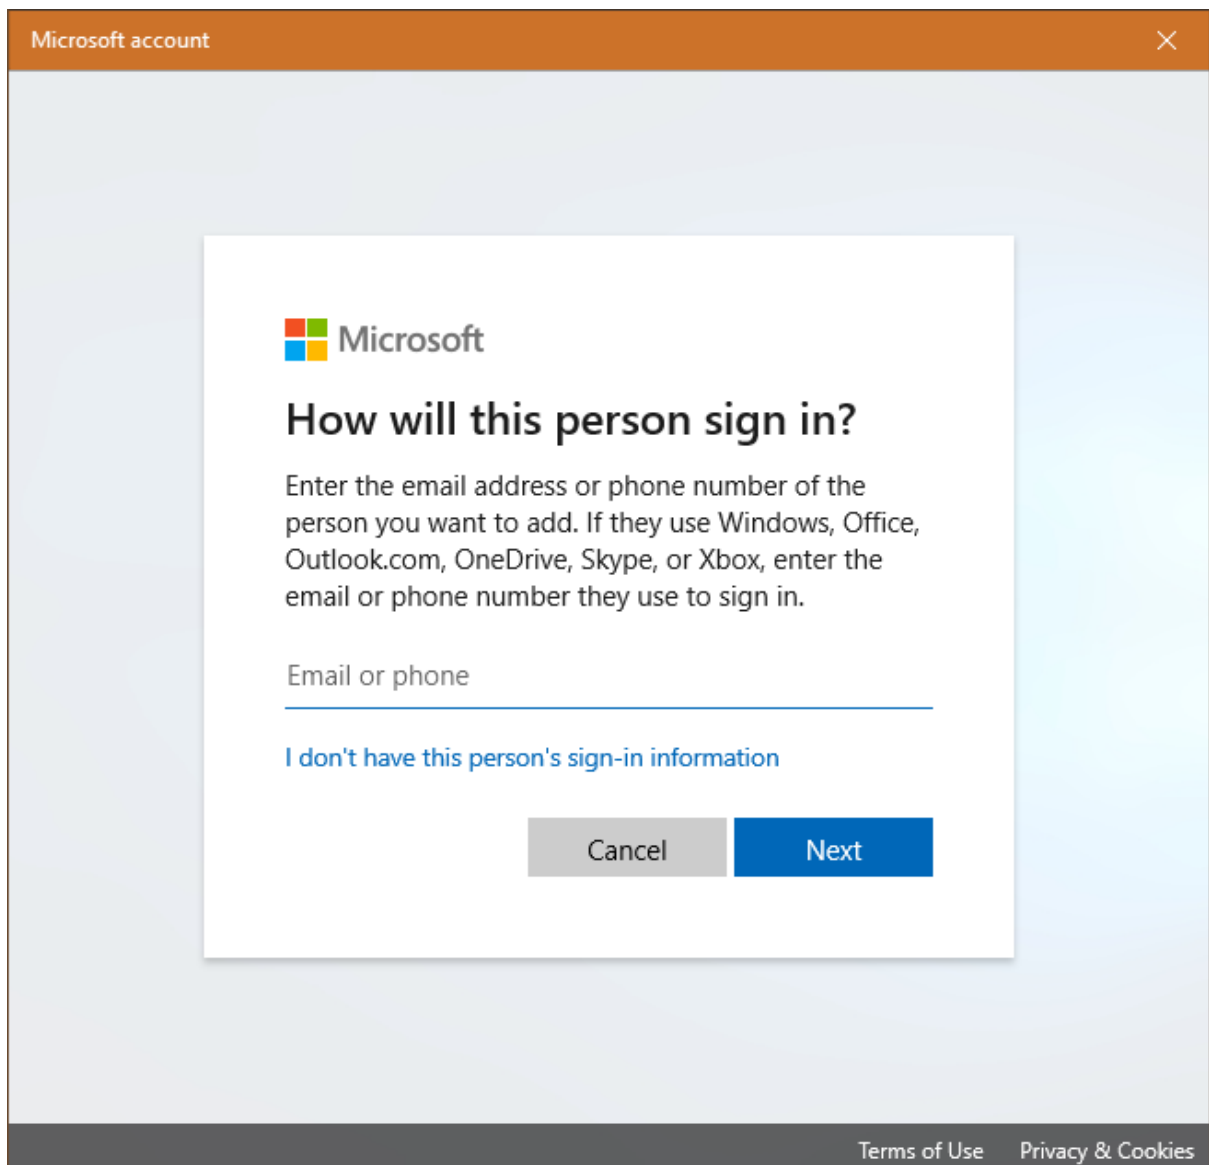 Microsoft account
Microsoft
How will this person sign in?
Enter the email address or phone number of the
person you want to add. If they use Windows, Office,
Outlook.com, OneDrive, Skype, or Xbox, enter the
email or phone number they use to sign in.
Email or phone
I don't have this person's sign-in information
Cancel Next
Terms of Use Privacy & Cookies